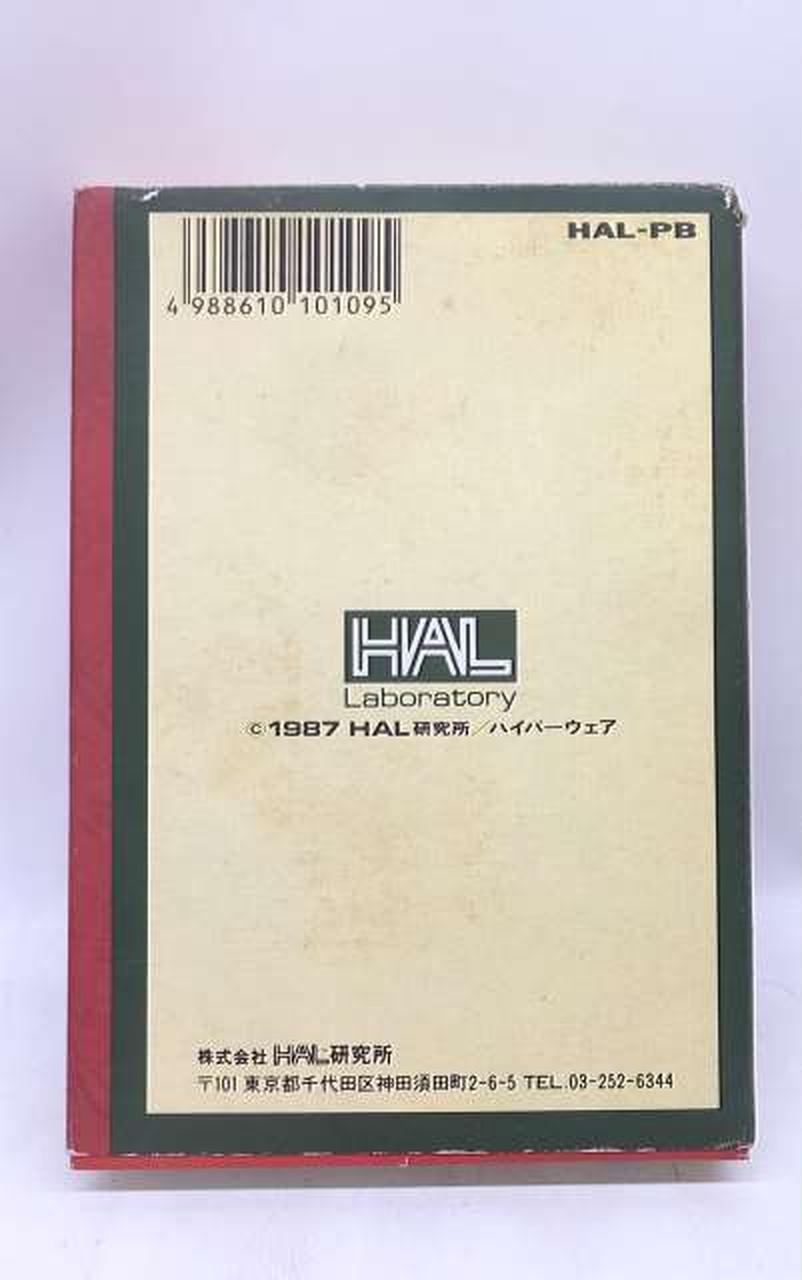 HAL-PB
4 988610 101095
HAL
Laboratory
©1987 HAL研究所／ハイパーウェア
株式会社 HAL研究所
〒101 東京都千代田区神田須田町2-6-5 TEL.03-252-6344